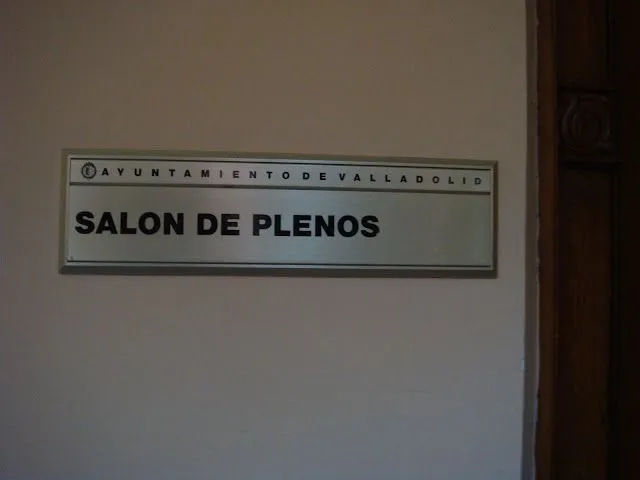 AYUNTAMIENTO DE VALLADOLID
SALON DE PLENOS